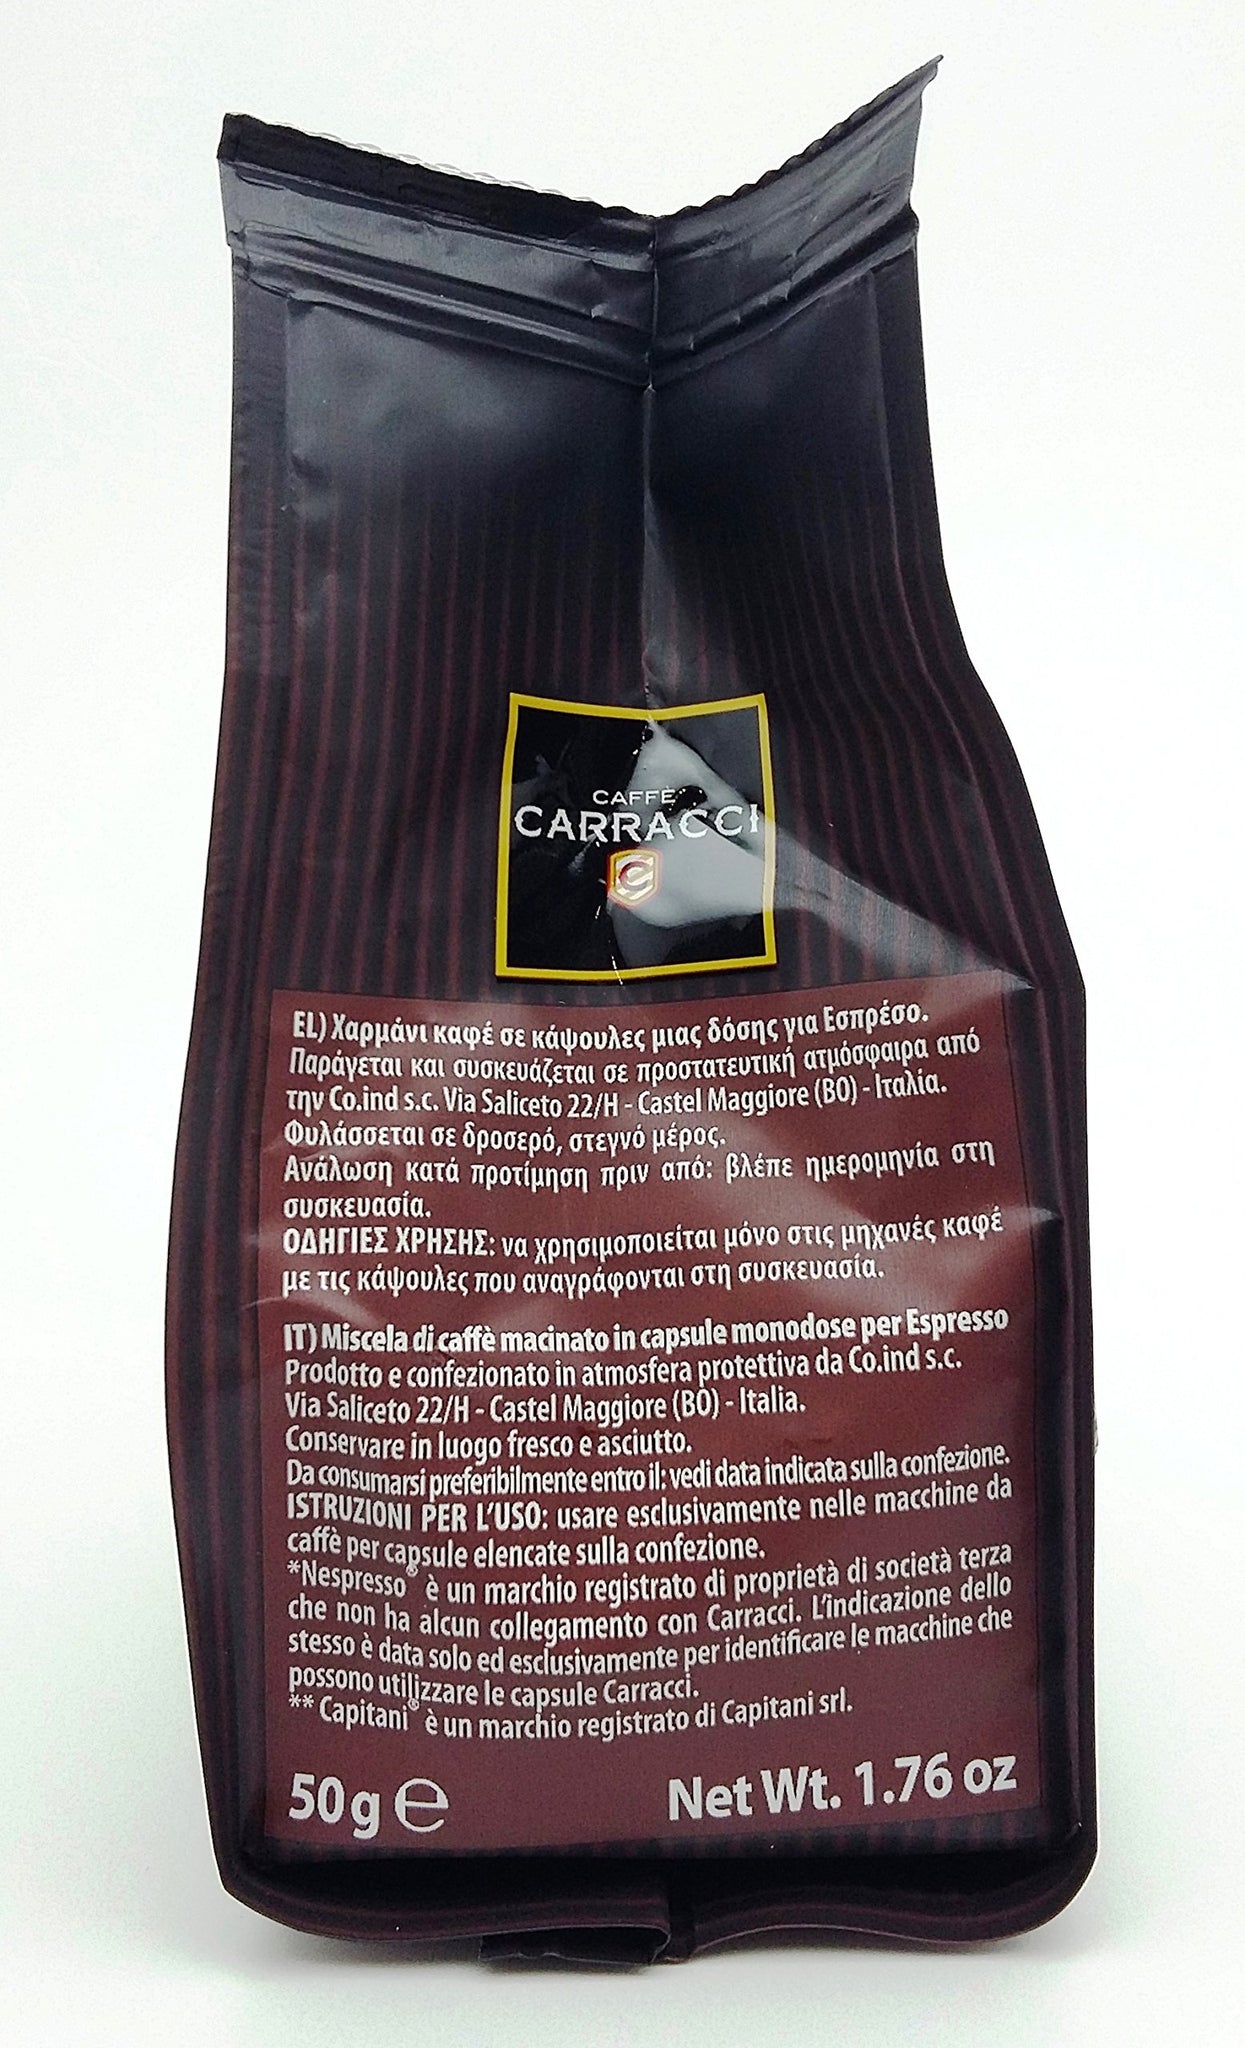 CAFFÈ
CARRACCI
C
EL) Χαρμάνι καφέ σε κάψουλες μιας δόσης για Εσπρέσο.
Παράγεται και συσκευάζεται σε προστατευτική ατμόσφαιρα από
την Co.ind s.c. Via Saliceto 22/H - Castel Maggiore (BO) - Ιταλία.
Φυλάσσεται σε δροσερό, στεγνό μέρος.
Ανάλωση κατά προτίμηση πριν από: βλέπε ημερομηνία στη
συσκευασία.
ΟΔΗΓΙΕΣ ΧΡΗΣΗΣ: να χρησιμοποιείται μόνο στις μηχανές καφέ
με τις κάψουλες που αναγράφονται στη συσκευασία.
IT) Miscela di caffè macinato in capsule monodose per Espresso
Prodotto e confezionato in atmosfera protettiva da Co.ind s.c.
Via Saliceto 22/H - Castel Maggiore (BO) - Italia.
Conservare in luogo fresco e asciutto.
Da consumarsi preferibilmente entro il: vedi data indicata sulla confezione.
ISTRUZIONI PER L'USO: usare esclusivamente nelle macchine da
caffè per capsule elencate sulla confezione.
*Nespresso® è un marchio registrato di proprietà di società terza
che non ha alcun collegamento con Carracci. L'indicazione dello
stesso è data solo ed esclusivamente per identificare le macchine che
possono utilizzare le capsule Carracci.
** Capitani® è un marchio registrato di Capitani srl.
50 g ℮ Net Wt. 1.76 oz